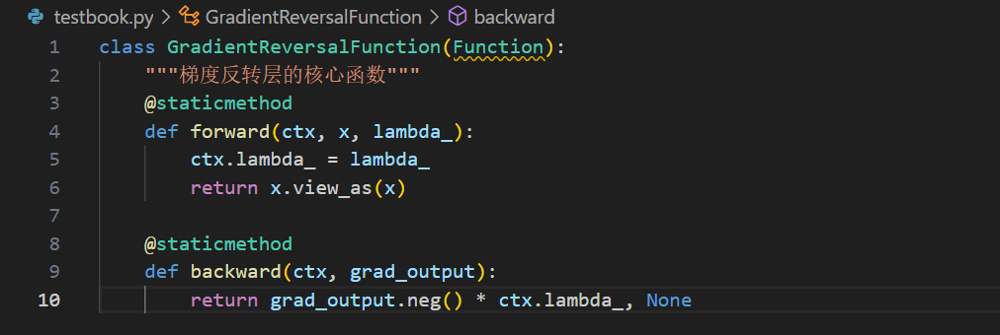 testbook.py > GradientReversalFunction > backward
1 class GradientReversalFunction(Function):
2     """梯度反转层的核心函数"""
3     @staticmethod
4     def forward(ctx, x, lambda_):
5         ctx.lambda_ = lambda_
6         return x.view_as(x)
7
8     @staticmethod
9     def backward(ctx, grad_output):
10         return grad_output.neg() * ctx.lambda_, None